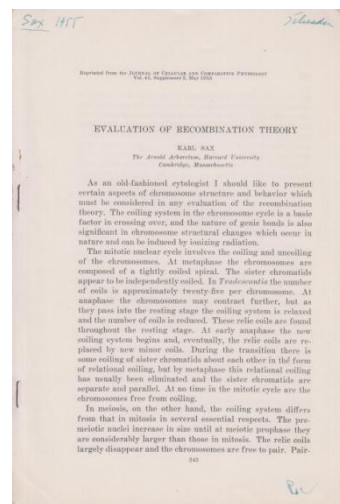 Sax 1955
Schrader
Reprinted from the JOURNAL OF CELLULAR AND COMPARATIVE PHYSIOLOGY
Vol. 45, Supplement 2, May 1955
EVALUATION OF RECOMBINATION THEORY
KARL SAX
The Arnold Arboretum, Harvard University
Cambridge, Massachusetts
As an old-fashioned cytologist I should like to present
certain aspects of chromosome structure and behavior which
must be considered in any evaluation of the recombination
theory. The coiling system in the chromosome cycle is a basic
factor in crossing over, and the nature of genic bonds is also
significant in chromosome structural changes which occur in
nature and can be induced by ionizing radiation.
The mitotic nuclear cycle involves the coiling and uncoiling
of the chromosomes. At metaphase the chromosomes are
composed of a tightly coiled spiral. The sister chromatids
appear to be independently coiled. In Tradescantia the number
of coils is approximately twenty-five per chromosome. At
anaphase the chromosomes may contract further, but as
they pass into the resting stage the coiling system is relaxed
and the number of coils is reduced. These relic coils are found
throughout the resting stage. At early anaphase the new
coiling system begins and, eventually, the relic coils are re-
placed by new minor coils. During the transition there is
some coiling of sister chromatids about each other in the form
of relational coiling, but by metaphase this relational coiling
has usually been eliminated and the sister chromatids are
separate and parallel. At no time in the mitotic cycle are the
chromosomes free from coiling.
In meiosis, on the other hand, the coiling system differs
from that in mitosis in several essential respects. The pre-
meiotic nuclei increase in size until at meiotic prophase they
are considerably larger than those in mitosis. The relic coils
largely disappear and the chromosomes are free to pair. Pair-
243